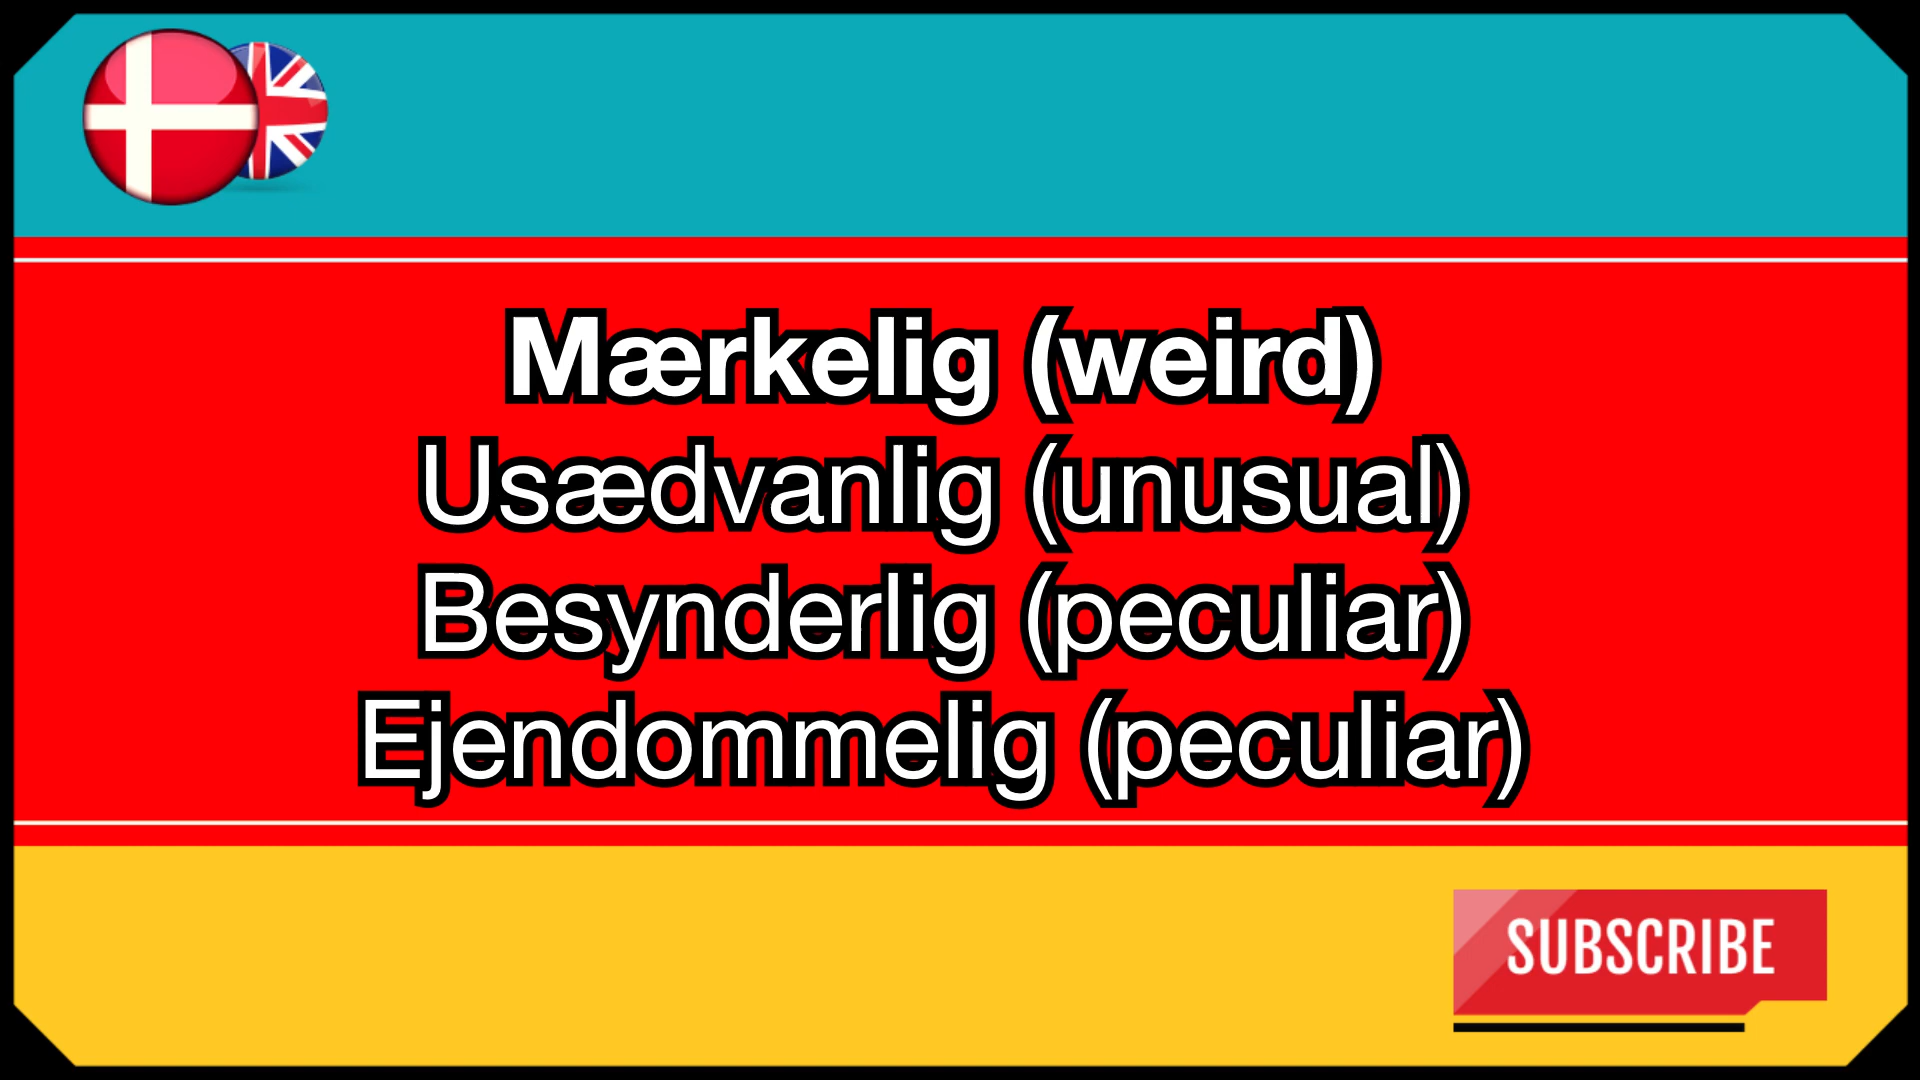 Mærkelig (weird)
Usædvanlig (unusual)
Besynderlig (peculiar)
Ejendommelig (peculiar)
SUBSCRIBE